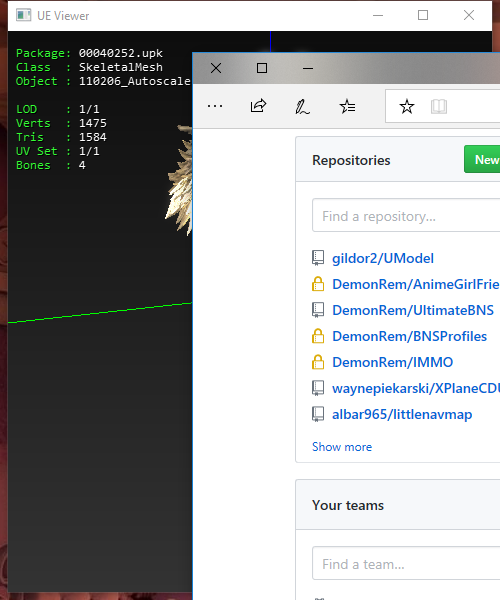 UE Viewer
Package: 00040252.upk
Class : SkeletalMesh
Object : 110206_Autoscale
LOD : 1/1
Verts : 1475
Tris : 1584
UV Set : 1/1
Bones : 4
Repositories
New
Find a repository...
gildor2/UModel
DemonRem/AnimeGirlFrie
DemonRem/UltimateBNS
DemonRem/BNSProfiles
DemonRem/IMMO
waynepiekarski/XPlaneCDU
albar965/littlenavmap
Show more
Your teams
Find a team...